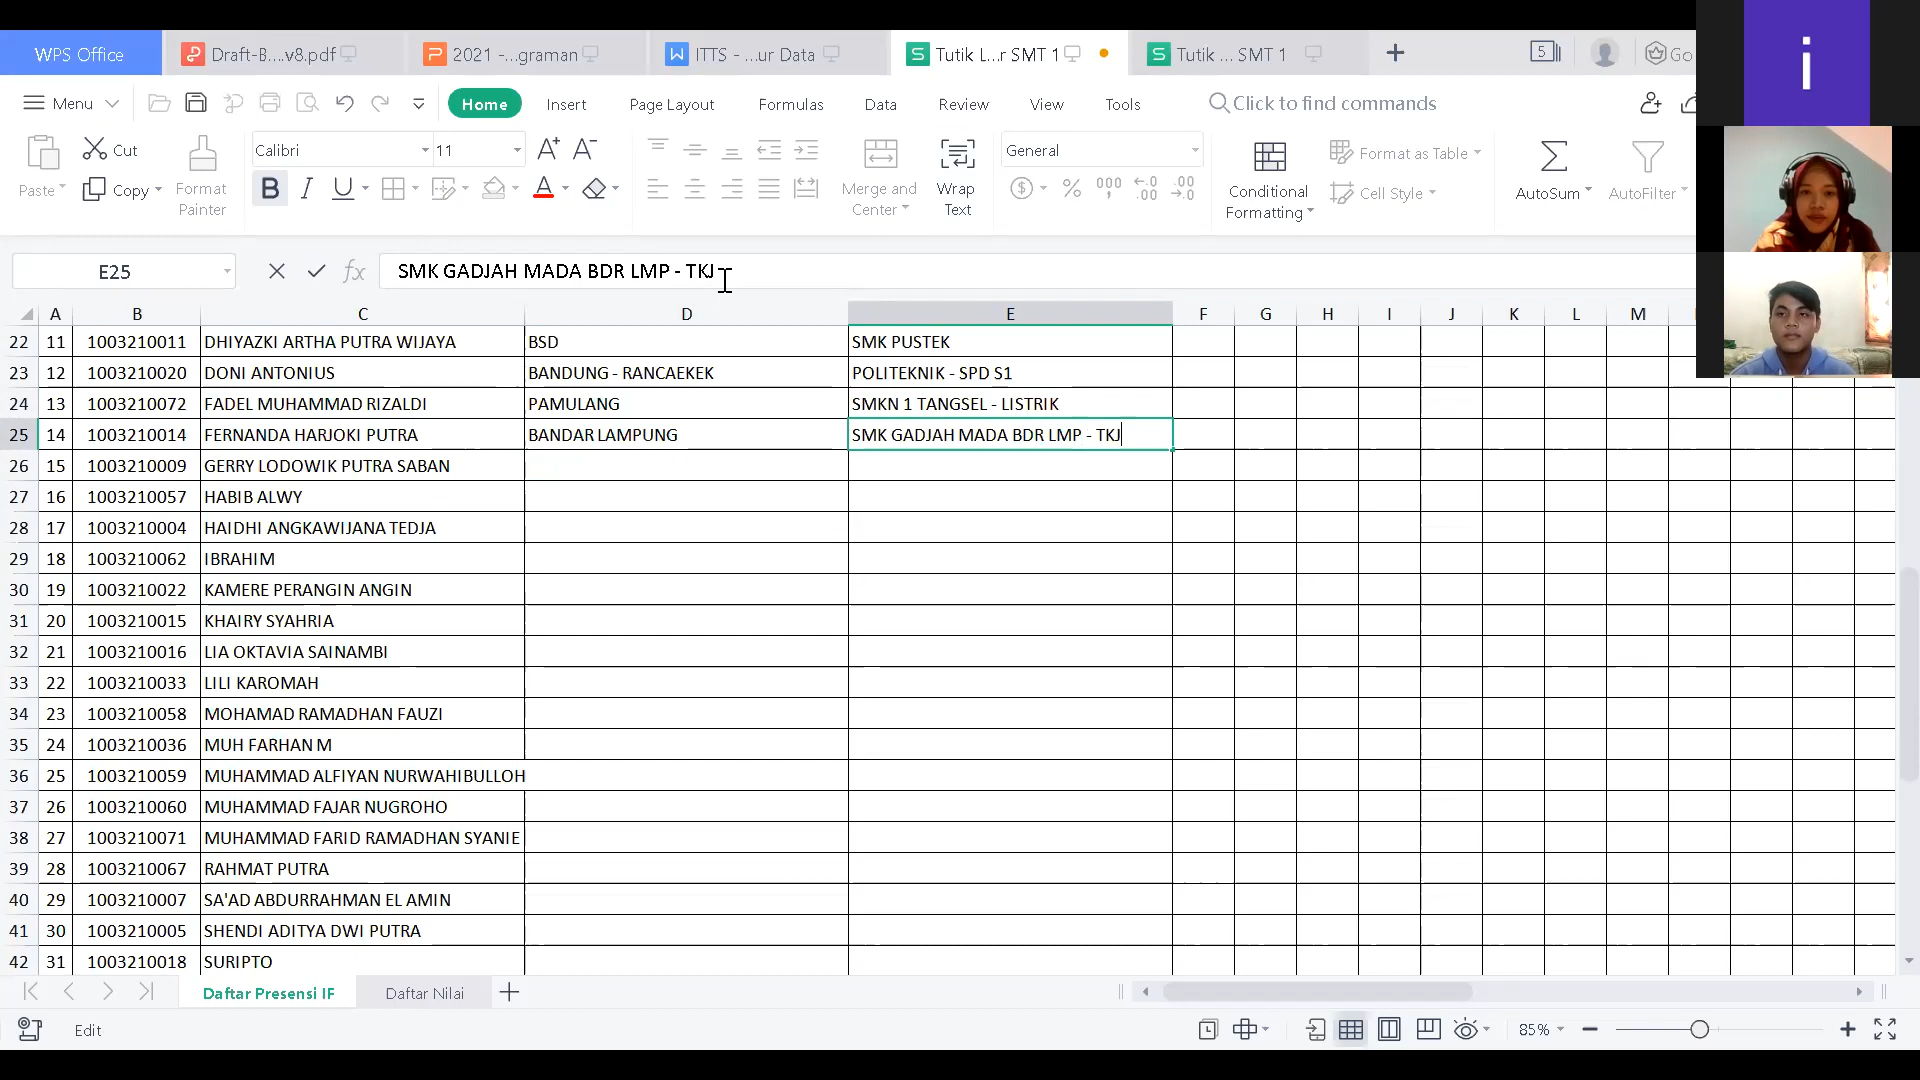 WPS Office
Draft-B....v8.pdf
2021 -...graman
ITTS - ...ur Data
Tutik L...r SMT 1
Tutik ... SMT 1
5
Go
i
Menu
Home
Insert
Page Layout
Formulas
Data
Review
View
Tools
Click to find commands
Paste
Cut
Copy
Format Painter
Calibri
11
Merge and Center
Wrap Text
General
Conditional Formatting
Format as Table
Cell Style
AutoSum
AutoFilter
E25
fx
SMK GADJAH MADA BDR LMP - TKJ
A B C D E F G H I J K L M
22 11 1003210011 DHIYAZKI ARTHA PUTRA WIJAYA BSD SMK PUSTEK
23 12 1003210020 DONI ANTONIUS BANDUNG - RANCAEKEK POLITEKNIK - SPD S1
24 13 1003210072 FADEL MUHAMMAD RIZALDI PAMULANG SMKN 1 TANGSEL - LISTRIK
25 14 1003210014 FERNANDA HARJOKI PUTRA BANDAR LAMPUNG SMK GADJAH MADA BDR LMP - TKJ
26 15 1003210009 GERRY LODOWIK PUTRA SABAN
27 16 1003210057 HABIB ALWY
28 17 1003210004 HAIDHI ANGKAWIJANA TEDJA
29 18 1003210062 IBRAHIM
30 19 1003210022 KAMERE PERANGIN ANGIN
31 20 1003210015 KHAIRY SYAHRIA
32 21 1003210016 LIA OKTAVIA SAINAMBI
33 22 1003210033 LILI KAROMAH
34 23 1003210058 MOHAMAD RAMADHAN FAUZI
35 24 1003210036 MUH FARHAN M
36 25 1003210059 MUHAMMAD ALFIYAN NURWAHIBULLOH
37 26 1003210060 MUHAMMAD FAJAR NUGROHO
38 27 1003210071 MUHAMMAD FARID RAMADHAN SYANIE
39 28 1003210067 RAHMAT PUTRA
40 29 1003210007 SA'AD ABDURRAHMAN EL AMIN
41 30 1003210005 SHENDI ADITYA DWI PUTRA
42 31 1003210018 SURIPTO
Daftar Presensi IF
Daftar Nilai
Edit
85%